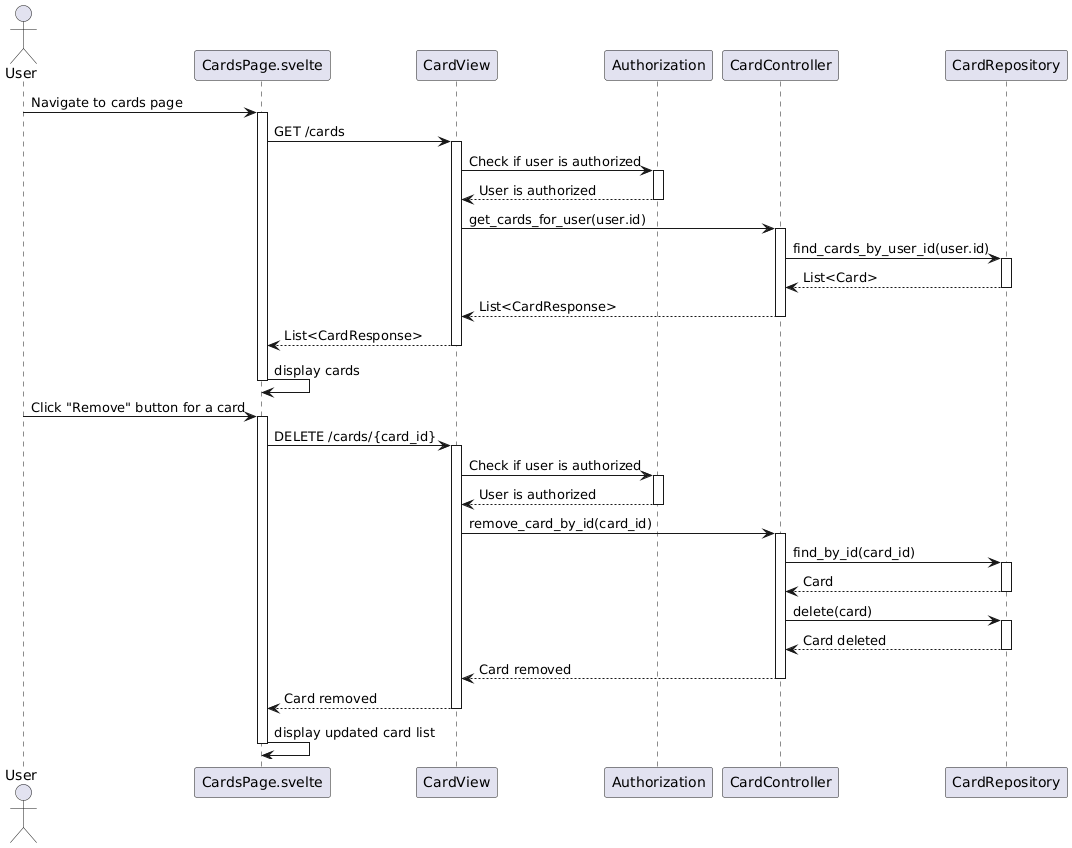 User
CardsPage.svelte
CardView
Authorization
CardController
CardRepository
Navigate to cards page
GET /cards
Check if user is authorized
User is authorized
get_cards_for_user(user.id)
find_cards_by_user_id(user.id)
List<Card>
List<CardResponse>
List<CardResponse>
display cards
Click "Remove" button for a card
DELETE /cards/{card_id}
Check if user is authorized
User is authorized
remove_card_by_id(card_id)
find_by_id(card_id)
Card
delete(card)
Card deleted
Card removed
Card removed
display updated card list
User
CardsPage.svelte
CardView
Authorization
CardController
CardRepository